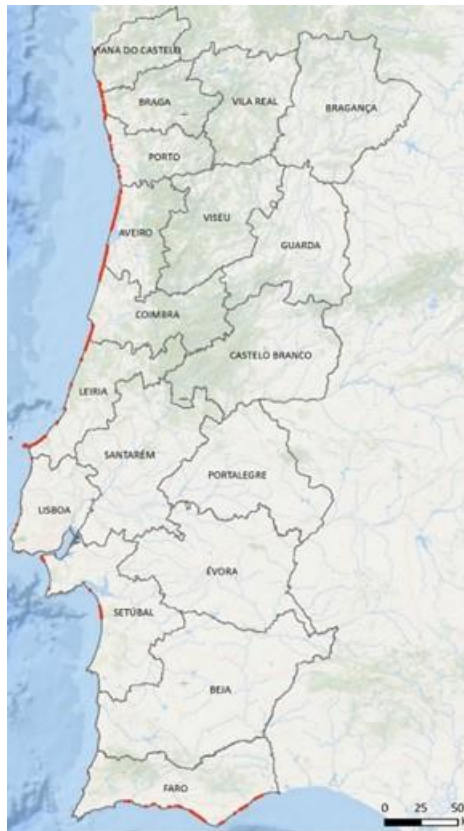 VIANA DO CASTELO
BRAGA
VILA REAL
BRAGANÇA
PORTO
AVEIRO
VISEU
GUARDA
COIMBRA
CASTELO BRANCO
LEIRIA
SANTARÉM
PORTALEGRE
LISBOA
ÉVORA
SETÚBAL
BEJA
FARO
0 25 50